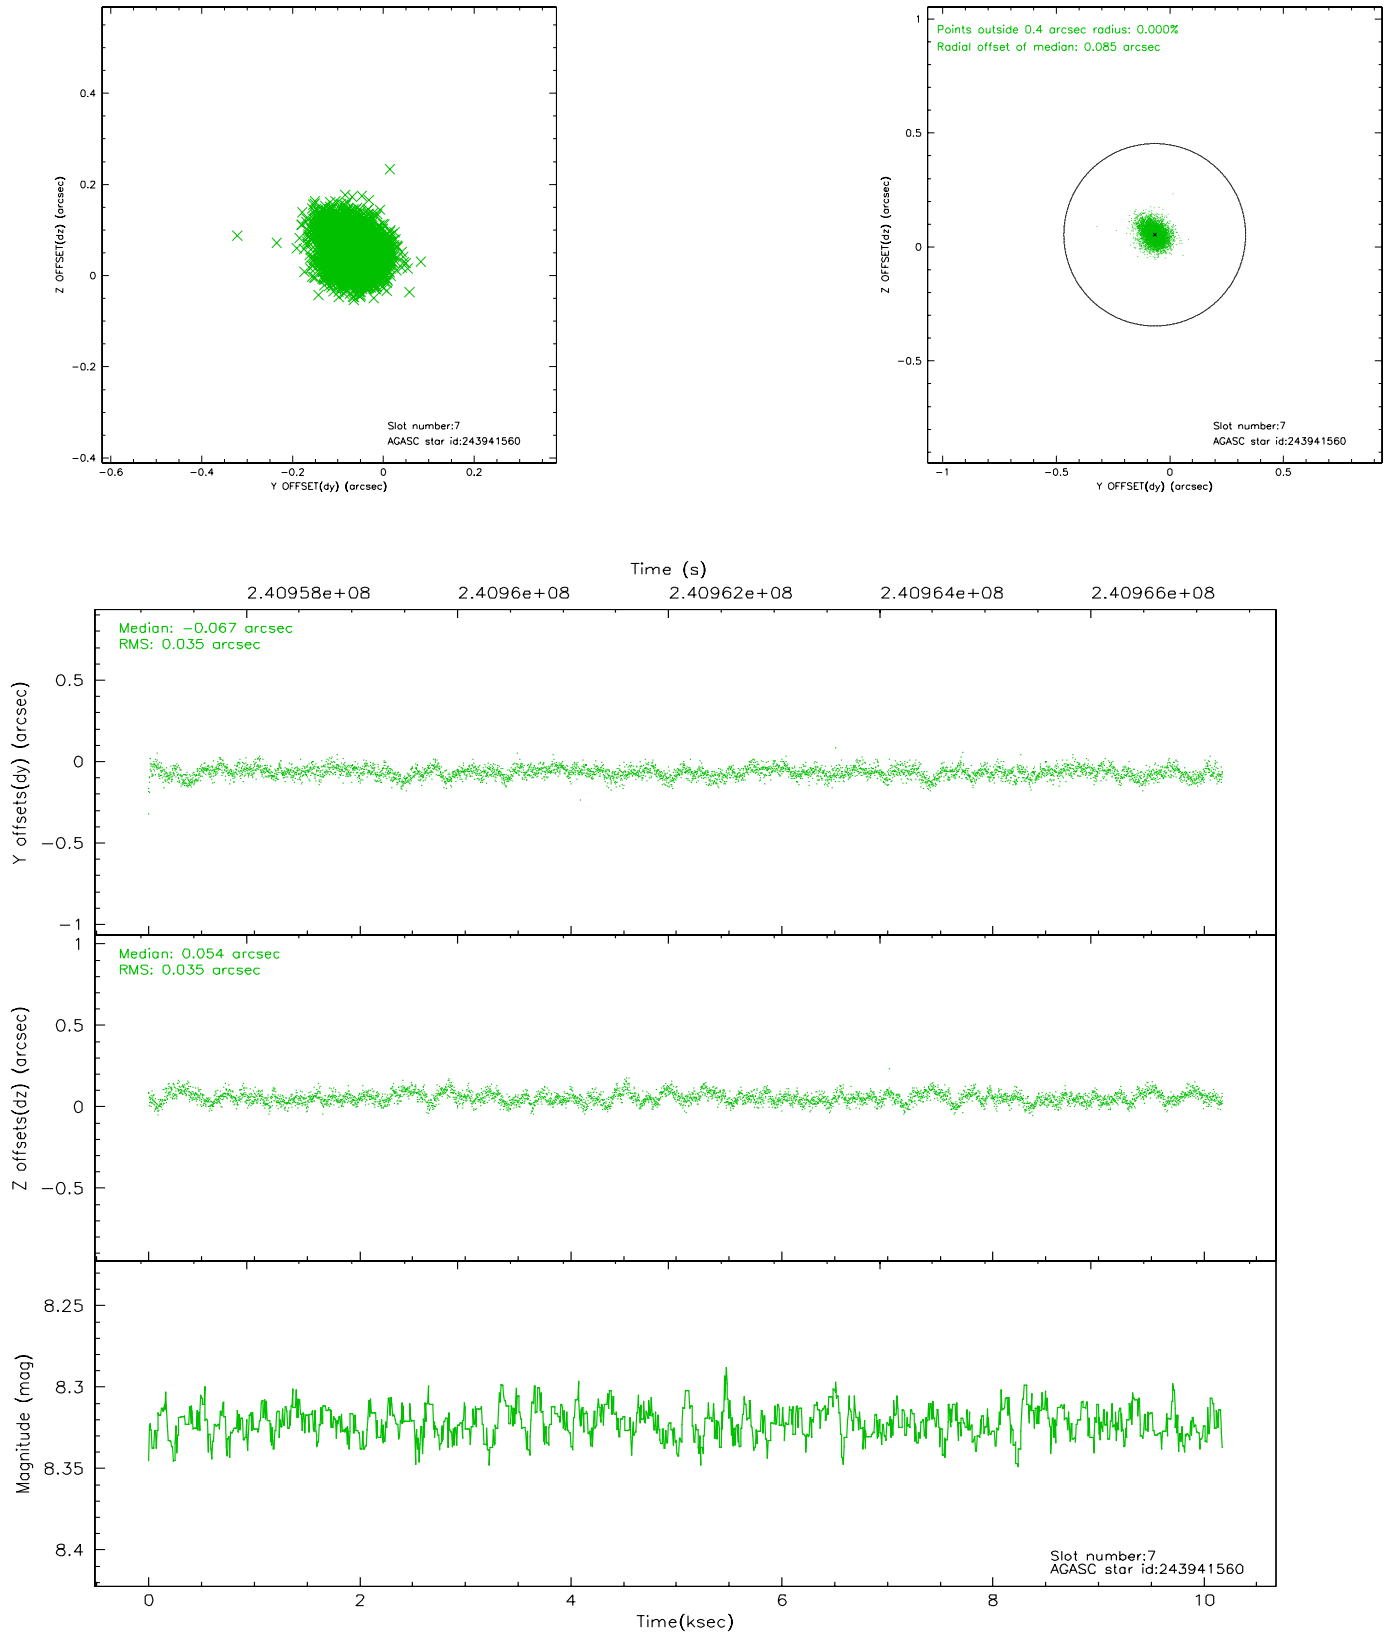 0.4
0.2
0
−0.2
−0.4
Z OFFSET(dz) (arcsec)
Slot number:7
AGASC star id:243941560
−0.6 −0.4 −0.2 0 0.2
Y OFFSET(dy) (arcsec)
Points outside 0.4 arcsec radius: 0.000%
Radial offset of median: 0.085 arcsec
1
0.5
0
−0.5
Z OFFSET(dz) (arcsec)
Slot number:7
AGASC star id:243941560
−1 −0.5 0 0.5
Y OFFSET(dy) (arcsec)
Time (s)
2.40958e+08 2.4096e+08 2.40962e+08 2.40964e+08 2.40966e+08
Median: −0.067 arcsec
RMS: 0.035 arcsec
0.5
0
−0.5
−1
Y offsets(dy) (arcsec)
Median: 0.054 arcsec
RMS: 0.035 arcsec
1
0.5
0
−0.5
Z offsets(dz) (arcsec)
8.25
8.3
8.35
8.4
Magnitude (mag)
Slot number:7
AGASC star id:243941560
0 2 4 6 8 10
Time(ksec)